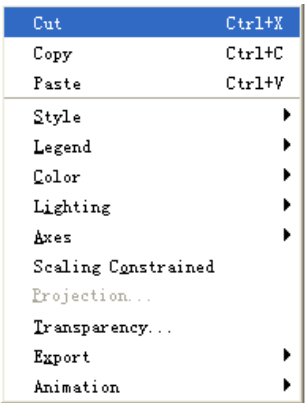 Cut Ctrl+X
Copy Ctrl+C
Paste Ctrl+V
Style
Legend
Color
Lighting
Axes
Scaling Constrained
Projection...
Transparency...
Export
Animation